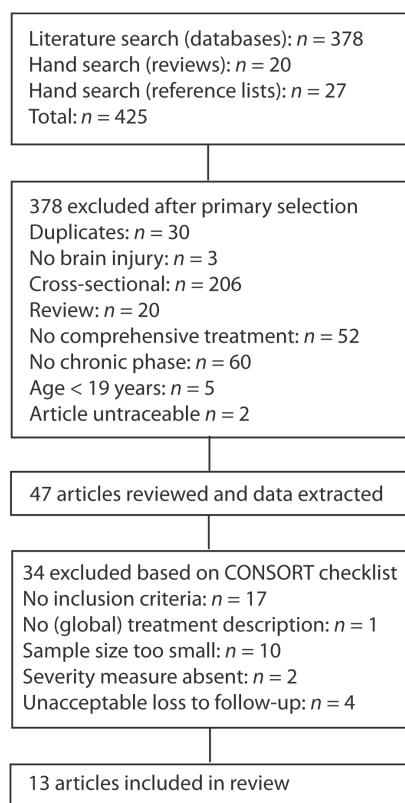 Literature search (databases): n = 378
Hand search (reviews): n = 20
Hand search (reference lists): n = 27
Total: n = 425
378 excluded after primary selection
Duplicates: n = 30
No brain injury: n = 3
Cross-sectional: n = 206
Review: n = 20
No comprehensive treatment: n = 52
No chronic phase: n = 60
Age < 19 years: n = 5
Article untraceable n = 2
47 articles reviewed and data extracted
34 excluded based on CONSORT checklist
No inclusion criteria: n = 17
No (global) treatment description: n = 1
Sample size too small: n = 10
Severity measure absent: n = 2
Unacceptable loss to follow-up: n = 4
13 articles included in review